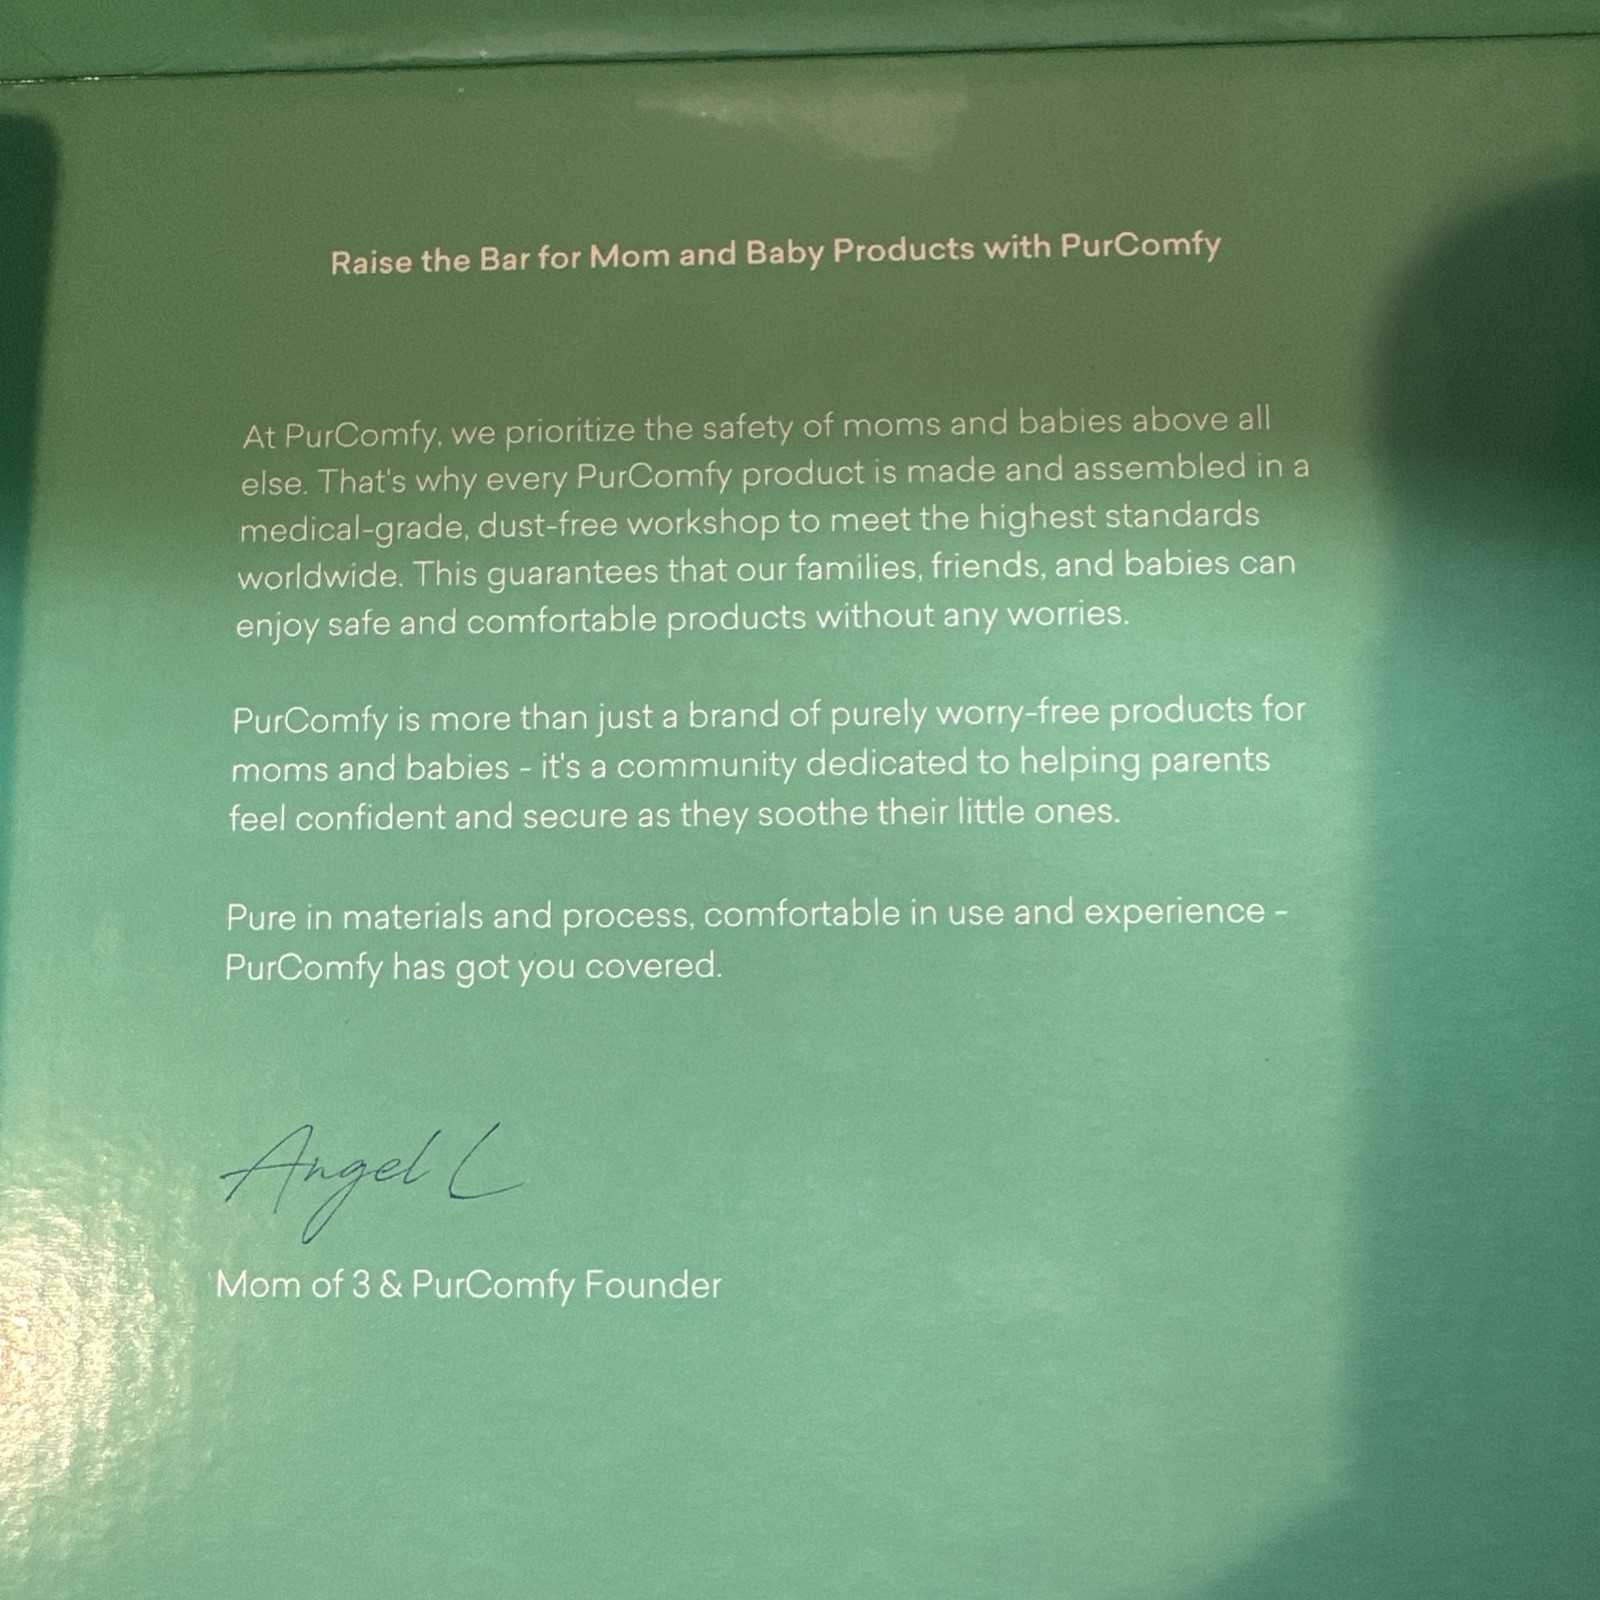 Raise the Bar for Mom and Baby Products with PurComfy
At PurComfy, we prioritize the safety of moms and babies above all
else. That's why every PurComfy product is made and assembled in a
medical-grade, dust-free workshop to meet the highest standards
worldwide. This guarantees that our families, friends, and babies can
enjoy safe and comfortable products without any worries.
PurComfy is more than just a brand of purely worry-free products for
moms and babies - it's a community dedicated to helping parents
feel confident and secure as they soothe their little ones.
Pure in materials and process, comfortable in use and experience -
PurComfy has got you covered.
Angel L
Mom of 3 & PurComfy Founder